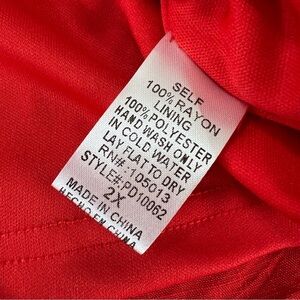 SELF
100% RAYON
LINING
100% POLYESTER
HAND WASH ONLY
IN COLD WATER
LAY FLAT TO DRY
RN#: 105013
STYLE#: PD10062
2X
MADE IN CHINA
HECHO EN CHINA